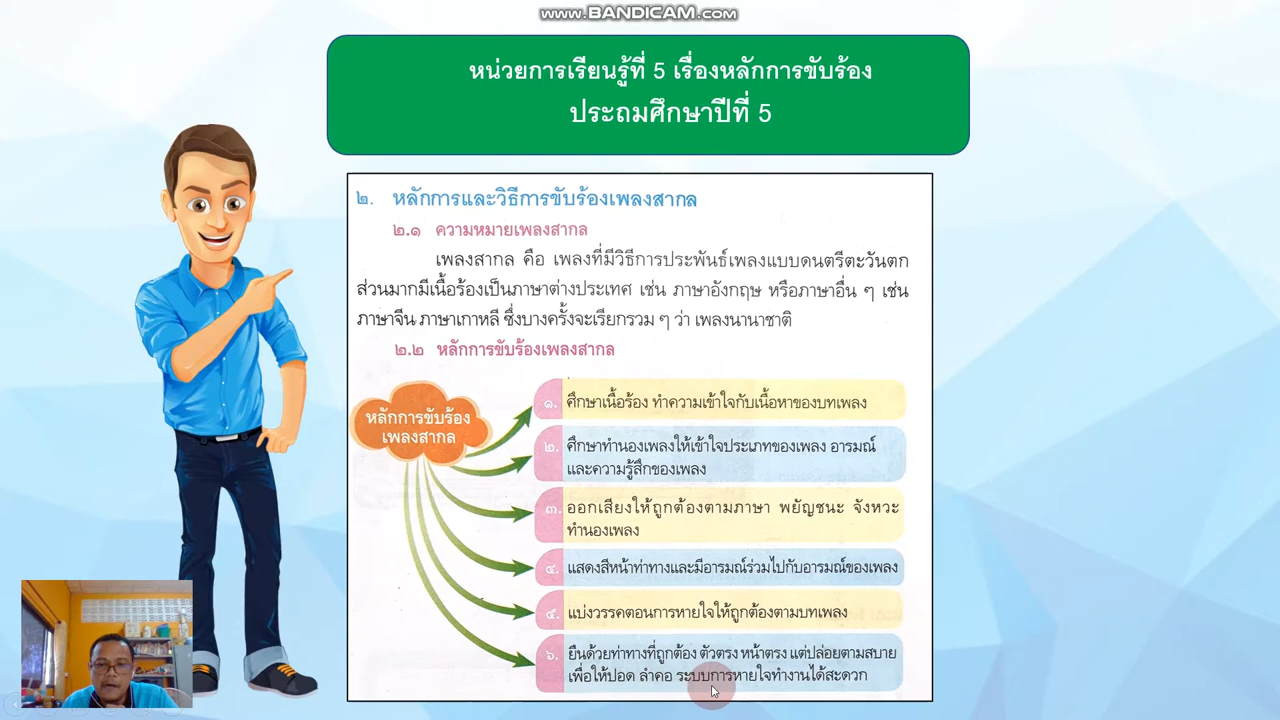 www.BANDICAM.com
หน่วยการเรียนรู้ที่ 5 เรื่องหลักการขับร้อง
ประถมศึกษาปีที่ 5
๒. หลักการและวิธีการขับร้องเพลงสากล
๒.๑ ความหมายเพลงสากล
เพลงสากล คือ เพลงที่มีวิธีการประพันธ์เพลงแบบดนตรีตะวันตก
ส่วนมากมีเนื้อร้องเป็นภาษาต่างประเทศ เช่น ภาษาอังกฤษ หรือภาษาอื่น ๆ เช่น
ภาษาจีน ภาษาเกาหลี ซึ่งบางครั้งจะเรียกรวม ๆ ว่า เพลงนานาชาติ
๒.๒ หลักการขับร้องเพลงสากล
หลักการขับร้อง
เพลงสากล
๑. ศึกษาเนื้อร้อง ทำความเข้าใจกับเนื้อหาของบทเพลง
๒. ศึกษาทำนองเพลงให้เข้าใจประเภทของเพลง อารมณ์
และความรู้สึกของเพลง
๓. ออกเสียงให้ถูกต้องตามภาษา พยัญชนะ จังหวะ
ทำนองเพลง
๔. แสดงสีหน้าท่าทางและมีอารมณ์ร่วมไปกับอารมณ์ของเพลง
๕. แบ่งวรรคตอนการหายใจให้ถูกต้องตามบทเพลง
๖. ยืนด้วยท่าทางที่ถูกต้อง ตัวตรง หน้าตรง แต่ปล่อยตามสบาย
เพื่อให้ปอด ลำคอ ระบบการหายใจทำงานได้สะดวก